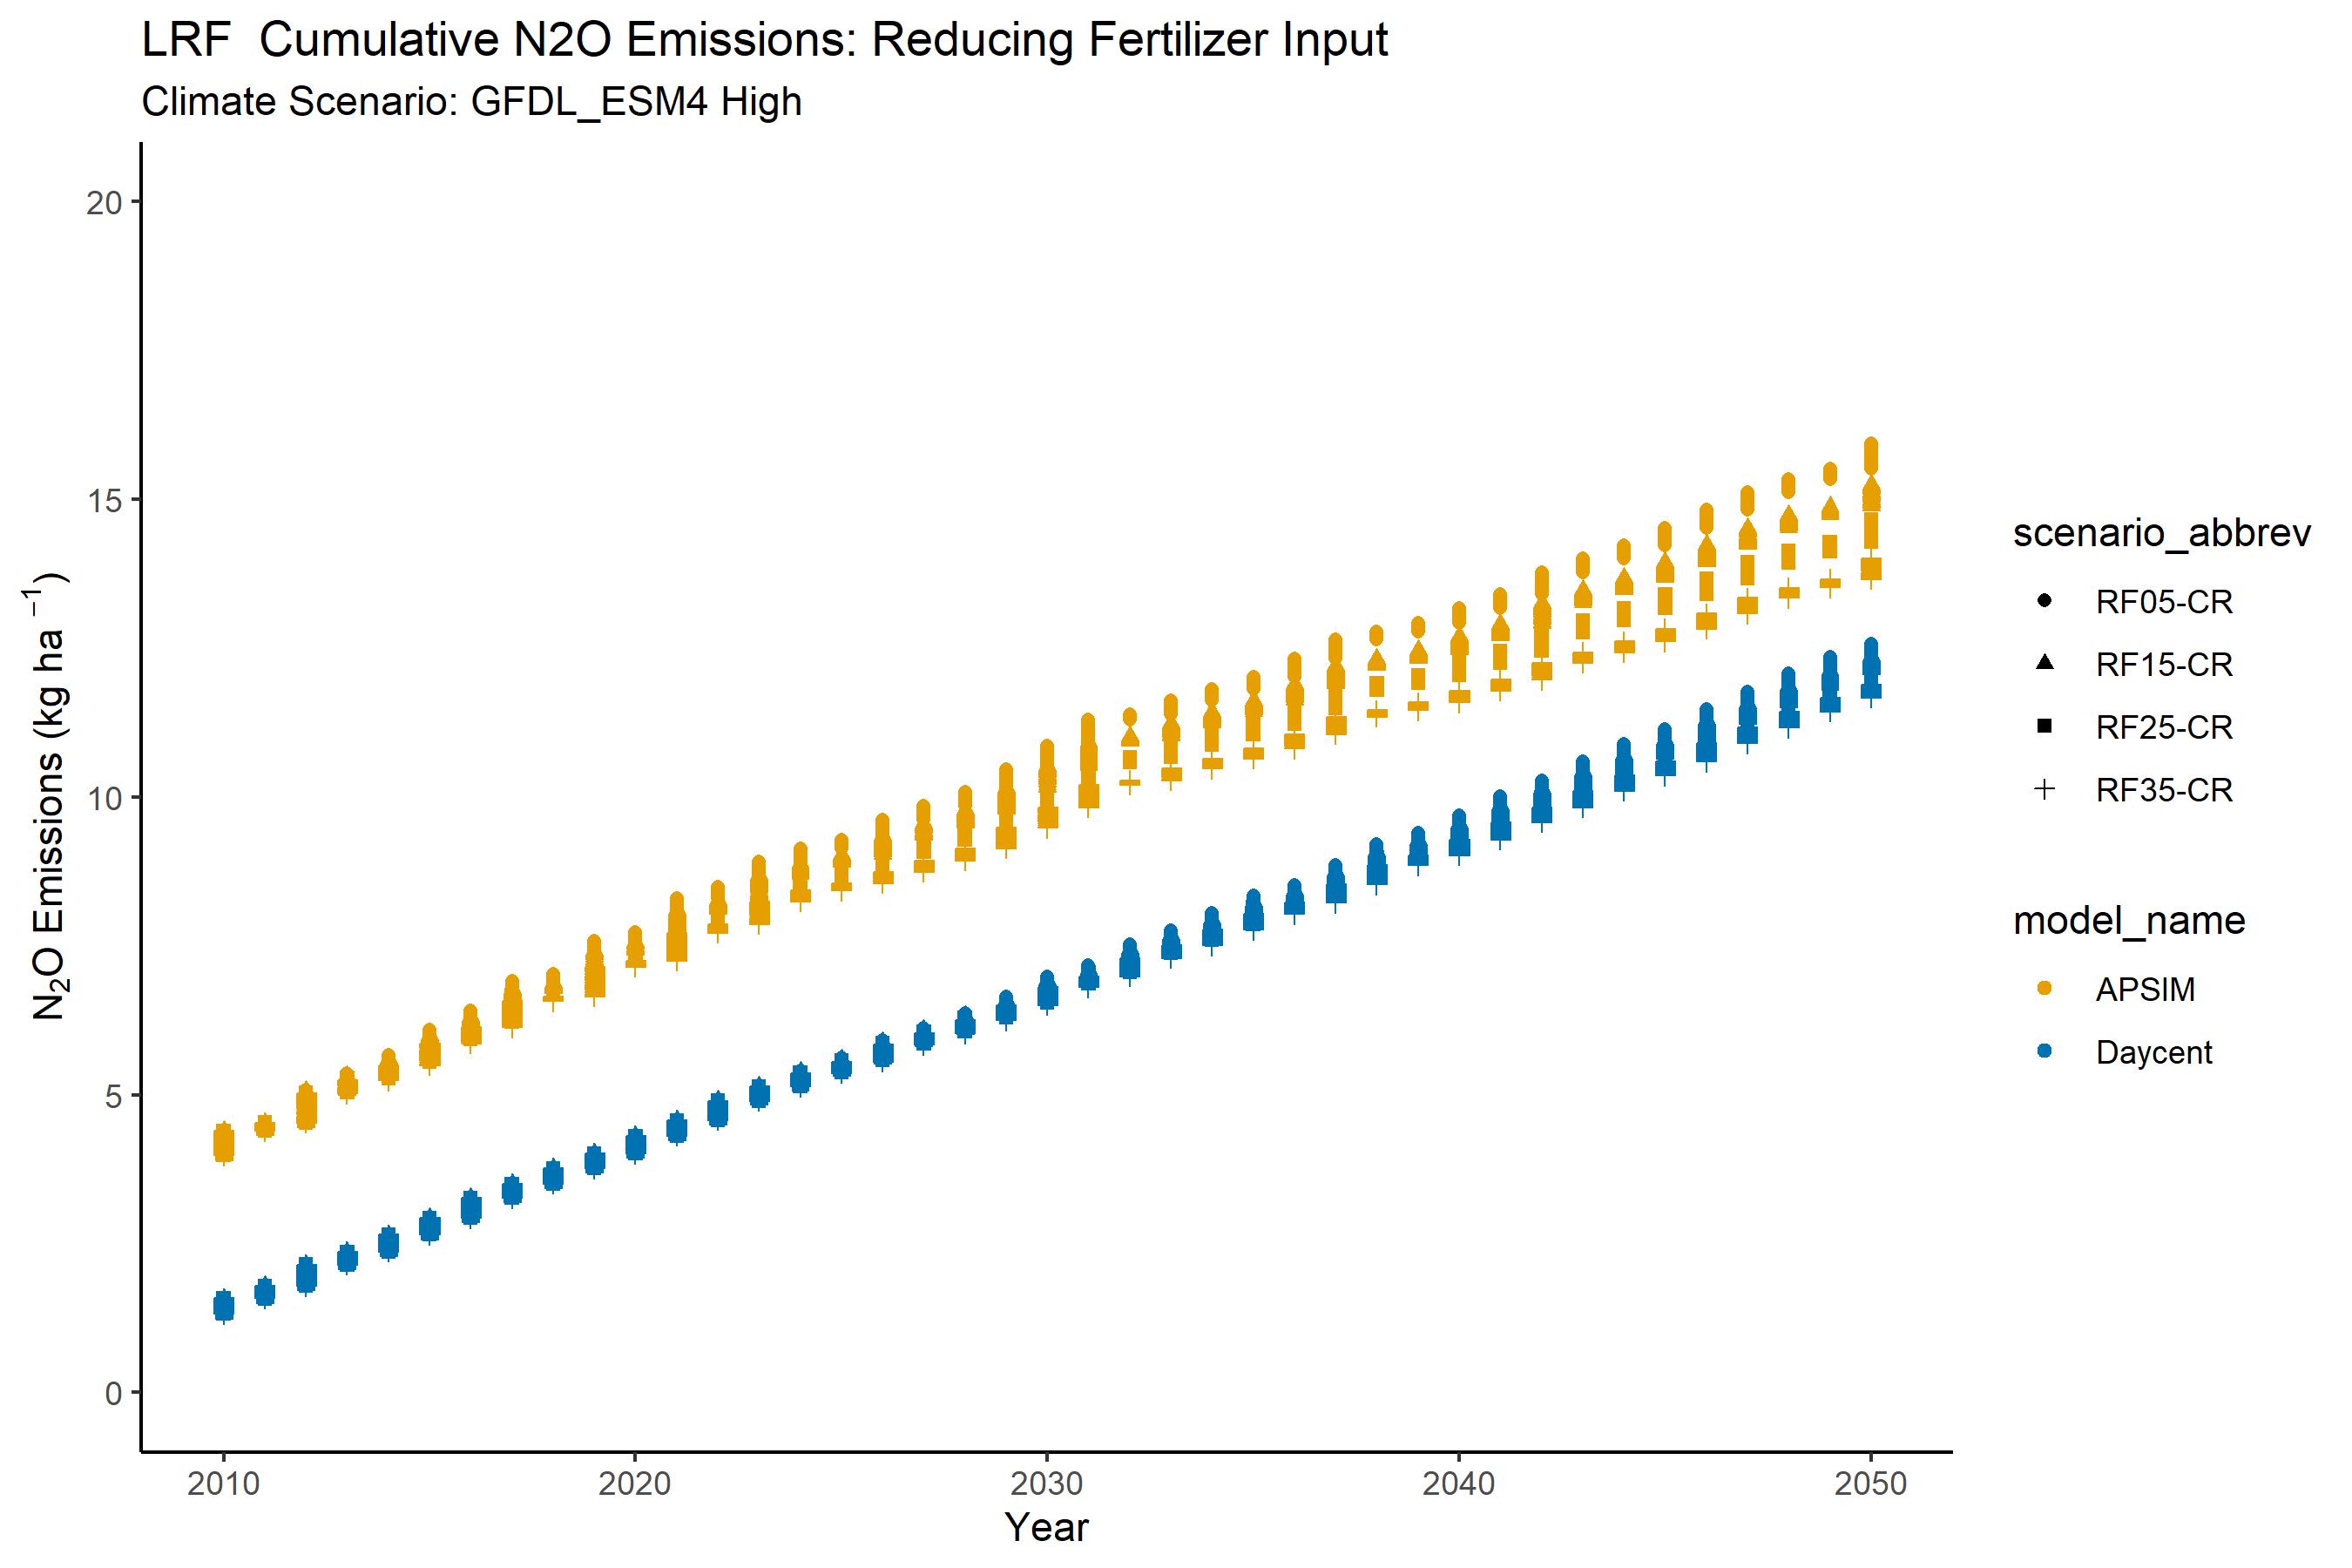 LRF  Cumulative N2O Emissions: Reducing Fertilizer Input
Climate Scenario: GFDL_ESM4 High
20
15
10
5
0
N₂O Emissions (kg ha ⁻¹)
2010 2020 2030 2040 2050
Year
scenario_abbrev
RF05-CR
RF15-CR
RF25-CR
RF35-CR
model_name
APSIM
Daycent